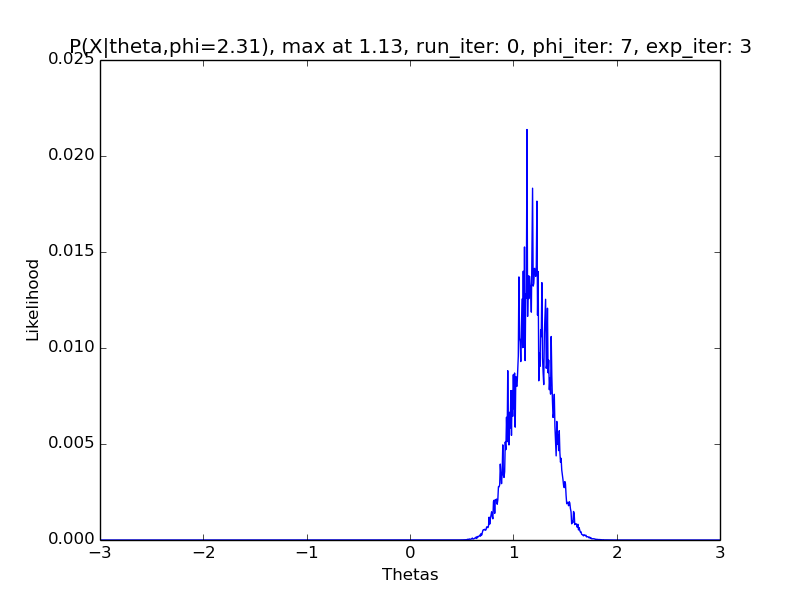 P(X|theta,phi=2.31), max at 1.13, run_iter: 0, phi_iter: 7, exp_iter: 3
0.025
0.020
0.015
0.010
0.005
0.000
Likelihood
−3 −2 −1 0 1 2 3
Thetas